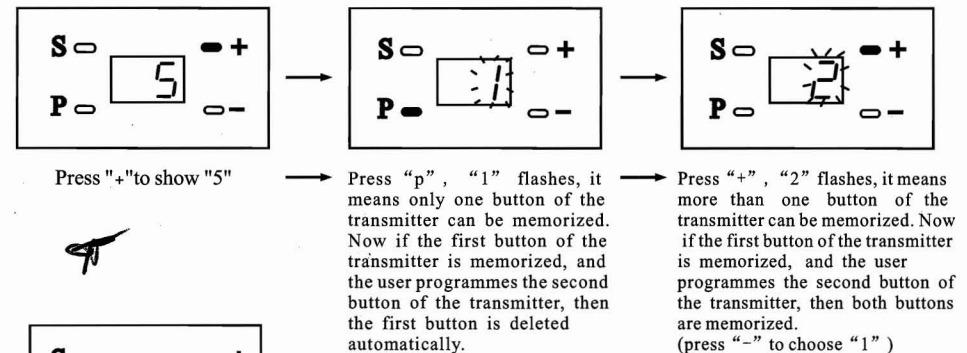 S +
5
P −
S +
1
P −
S +
2
P −
Press "+"to show "5"
Press “p” , “1” flashes, it
means only one button of the
transmitter can be memorized.
Now if the first button of the
transmitter is memorized, and
the user programmes the second
button of the transmitter, then
the first button is deleted
automatically.
Press “+” , “2” flashes, it means
more than one button of the
transmitter can be memorized. Now
if the first button of the transmitter
is memorized, and the user
programmes the second button of
the transmitter, then both buttons
are memorized.
(press “−” to choose “1” )